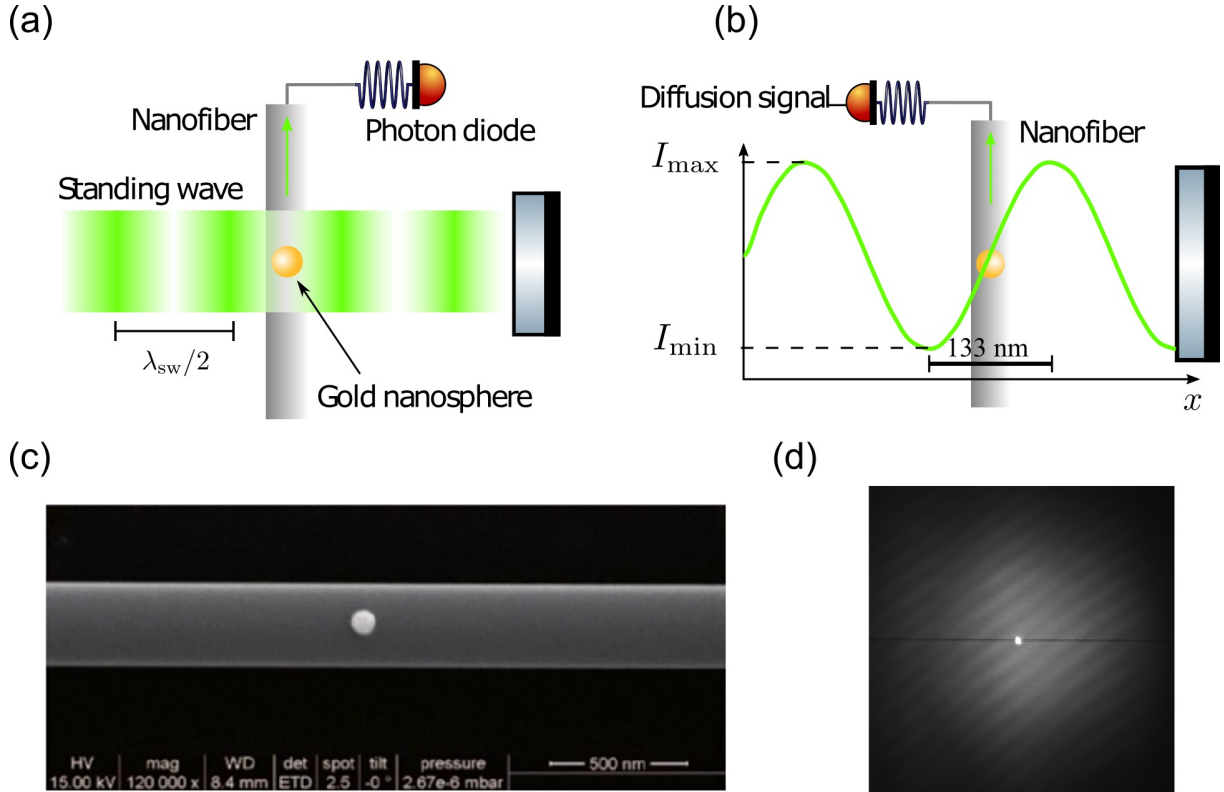 (a)
Nanofiber
Photon diode
Standing wave
λsw/2
Gold nanosphere
(b)
Diffusion signal
Nanofiber
Imax
Imin
133 nm
x
(c)
HV mag WD det spot tilt pressure
15.00 kV 120 000 x 8.4 mm ETD 2.5 -0 ° 2.67e-6 mbar
500 nm
(d)